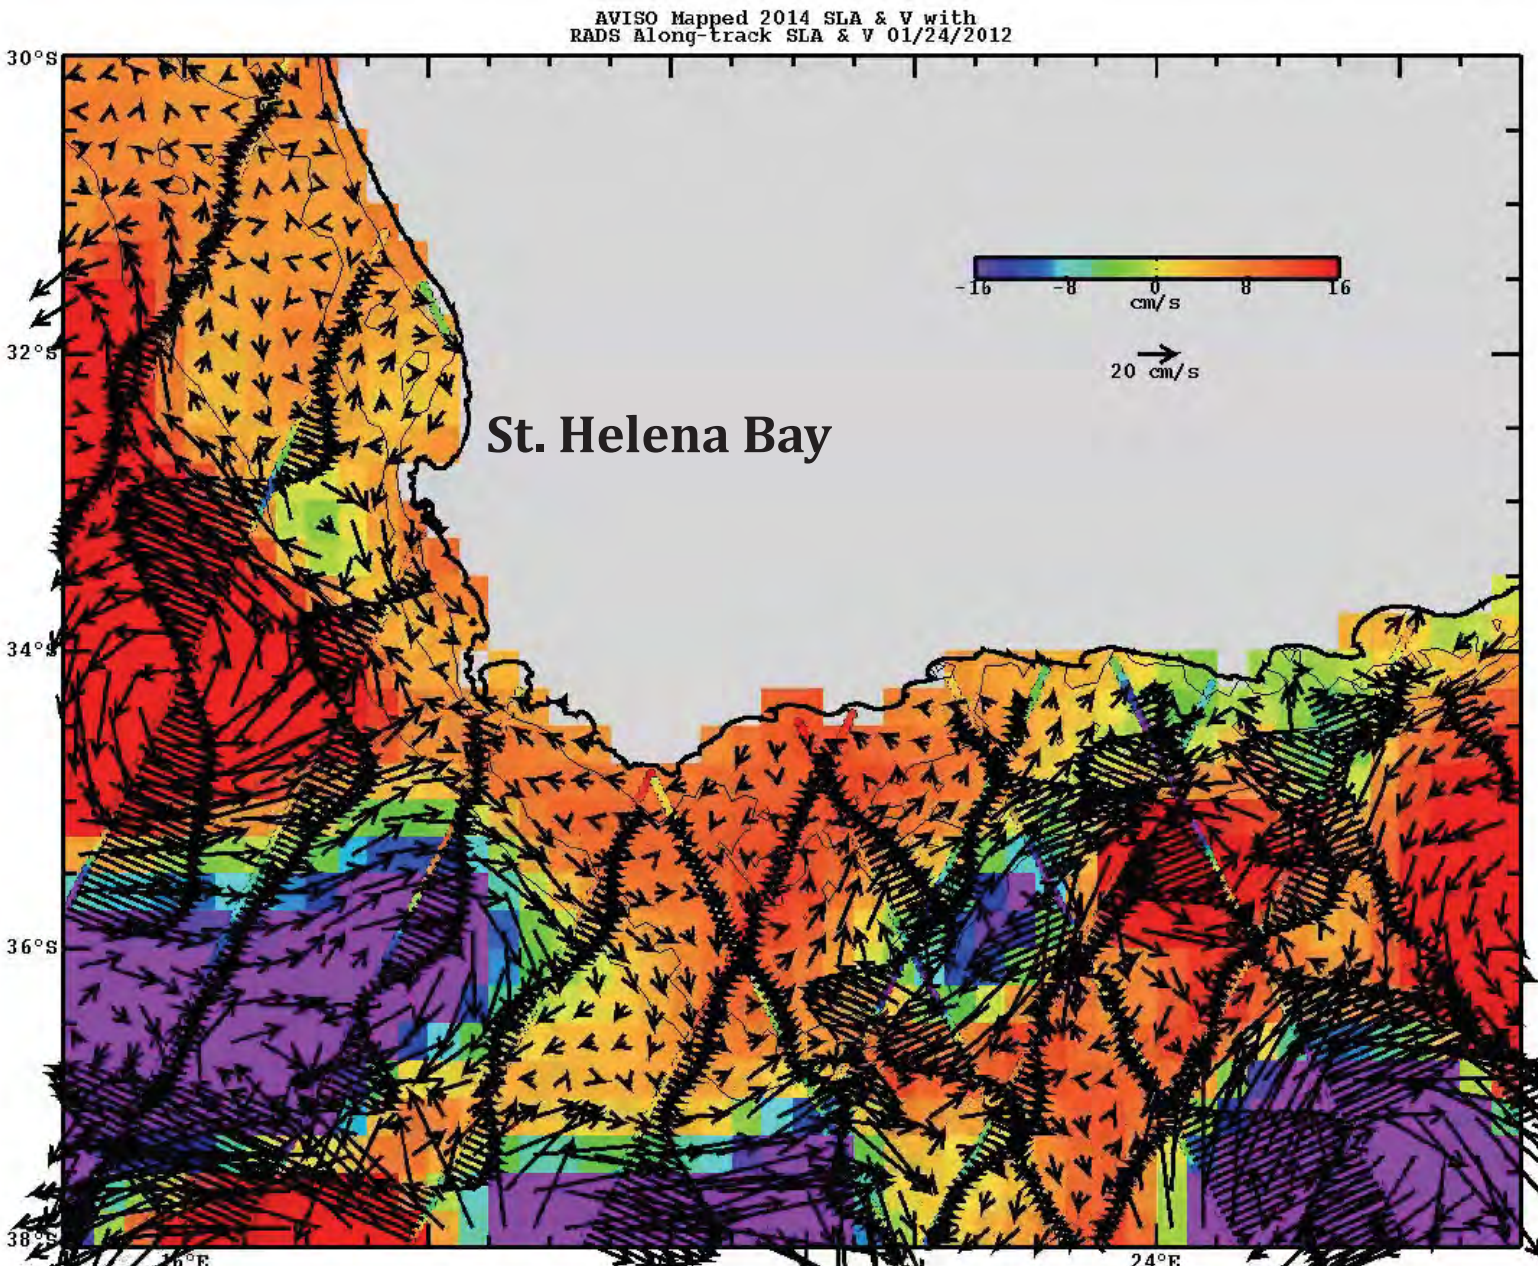 AVISO Mapped 2014 SLA & V with
RADS Along-track SLA & V 01/24/2012
30°S
32°S
34°S
36°S
38°S
-16 -8 0 8 16
cm/s
20 cm/s
St. Helena Bay
24°E